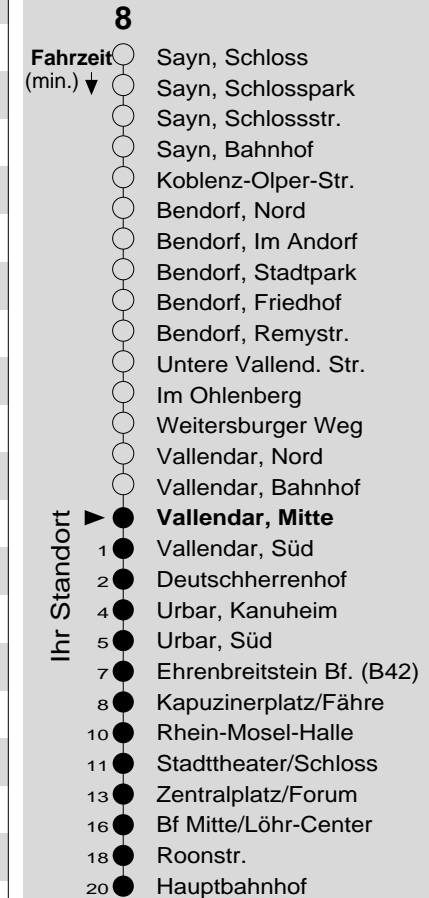 8
Fahrzeit Sayn, Schloss
(min.) Sayn, Schlosspark
Sayn, Schlossstr.
Sayn, Bahnhof
Koblenz-Olper-Str.
Bendorf, Nord
Bendorf, Im Andorf
Bendorf, Stadtpark
Bendorf, Friedhof
Bendorf, Remystr.
Untere Vallend. Str.
Im Ohlenberg
Weitersburger Weg
Vallendar, Nord
Vallendar, Bahnhof
Ihr Standort
Vallendar, Mitte
1 Vallendar, Süd
2 Deutschherrenhof
4 Urbar, Kanuheim
5 Urbar, Süd
7 Ehrenbreitstein Bf. (B42)
8 Kapuzinerplatz/Fähre
10 Rhein-Mosel-Halle
11 Stadttheater/Schloss
13 Zentralplatz/Forum
16 Bf Mitte/Löhr-Center
18 Roonstr.
20 Hauptbahnhof